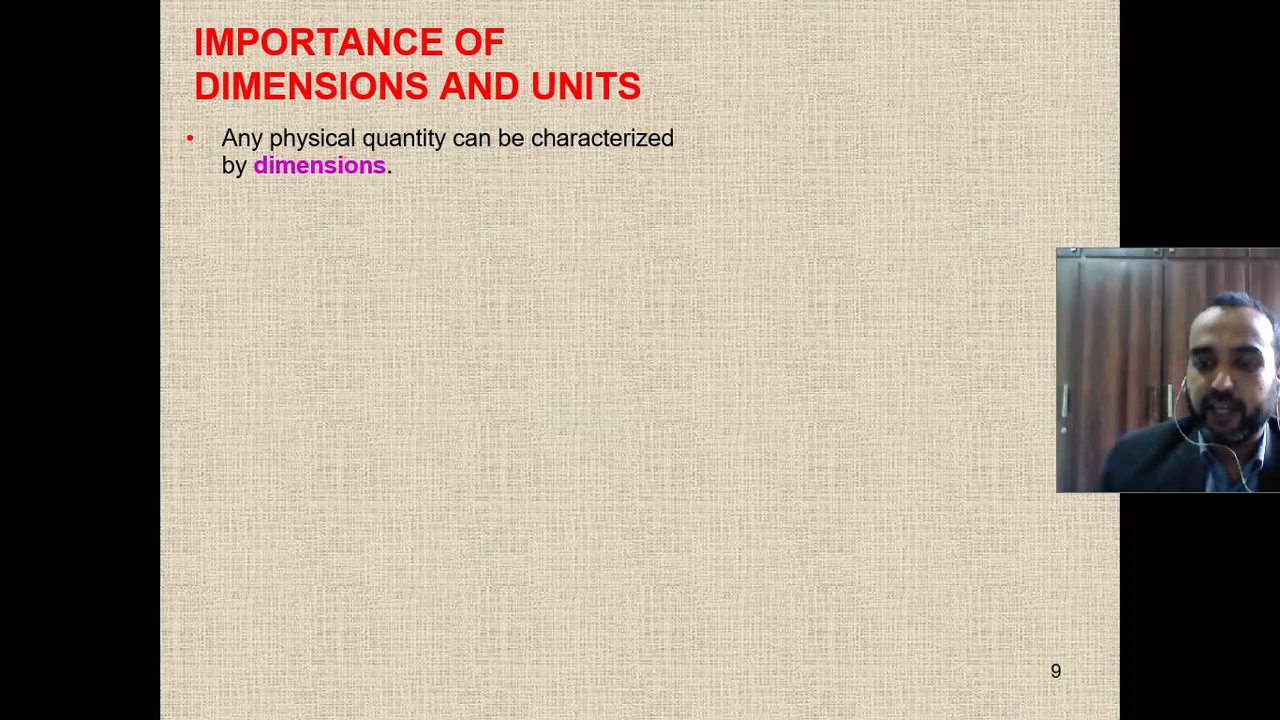 IMPORTANCE OF
DIMENSIONS AND UNITS
• Any physical quantity can be characterized
by dimensions.
9